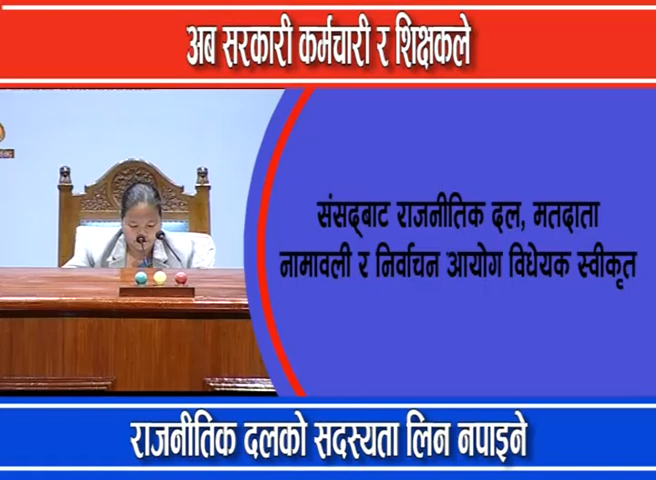 अब सरकारी कर्मचारी र शिक्षकले
संसद्बाट राजनीतिक दल, मतदाता
नामावली र निर्वाचन आयोग विधेयक स्वीकृत
राजनीतिक दलको सदस्यता लिन नपाइने